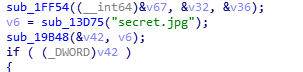 sub_1FF54((__int64)&v67, &v32, &v36);
v6 = sub_13D75("secret.jpg");
sub_19B48(&v42, v6);
if ( (_DWORD)v42 )
{